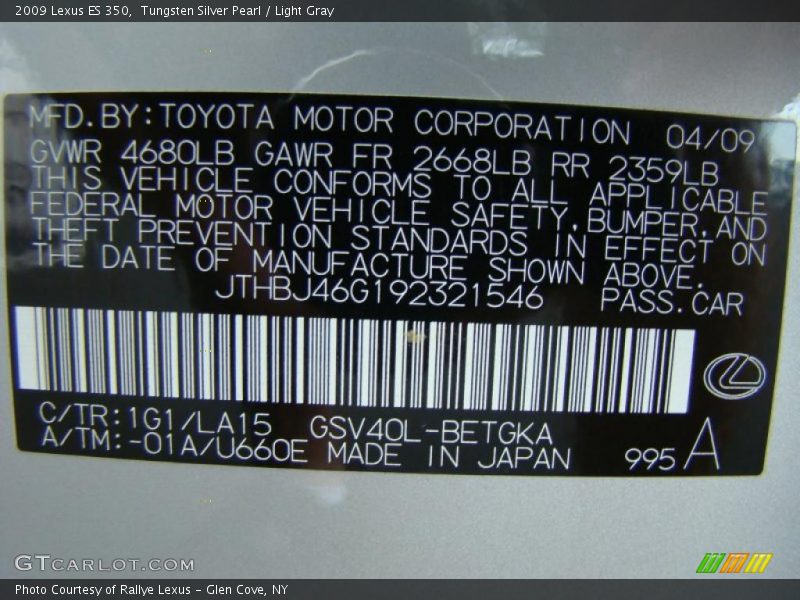 2009 Lexus ES 350,  Tungsten Silver Pearl / Light Gray
MFD.BY:TOYOTA MOTOR CORPORATION 04/09
GVWR 4680LB GAWR FR 2668LB RR 2359LB
THIS VEHICLE CONFORMS TO ALL APPLICABLE
FEDERAL MOTOR VEHICLE SAFETY,BUMPER,AND
THEFT PREVENTION STANDARDS IN EFFECT ON
THE DATE OF MANUFACTURE SHOWN ABOVE.
JTHBJ46G192321546 PASS.CAR
C/TR:1G1/LA15 GSV40L-BETGKA
A/TM:-01A/U660E MADE IN JAPAN 995 A
GTCARLOT.COM
Photo Courtesy of Rallye Lexus - Glen Cove, NY